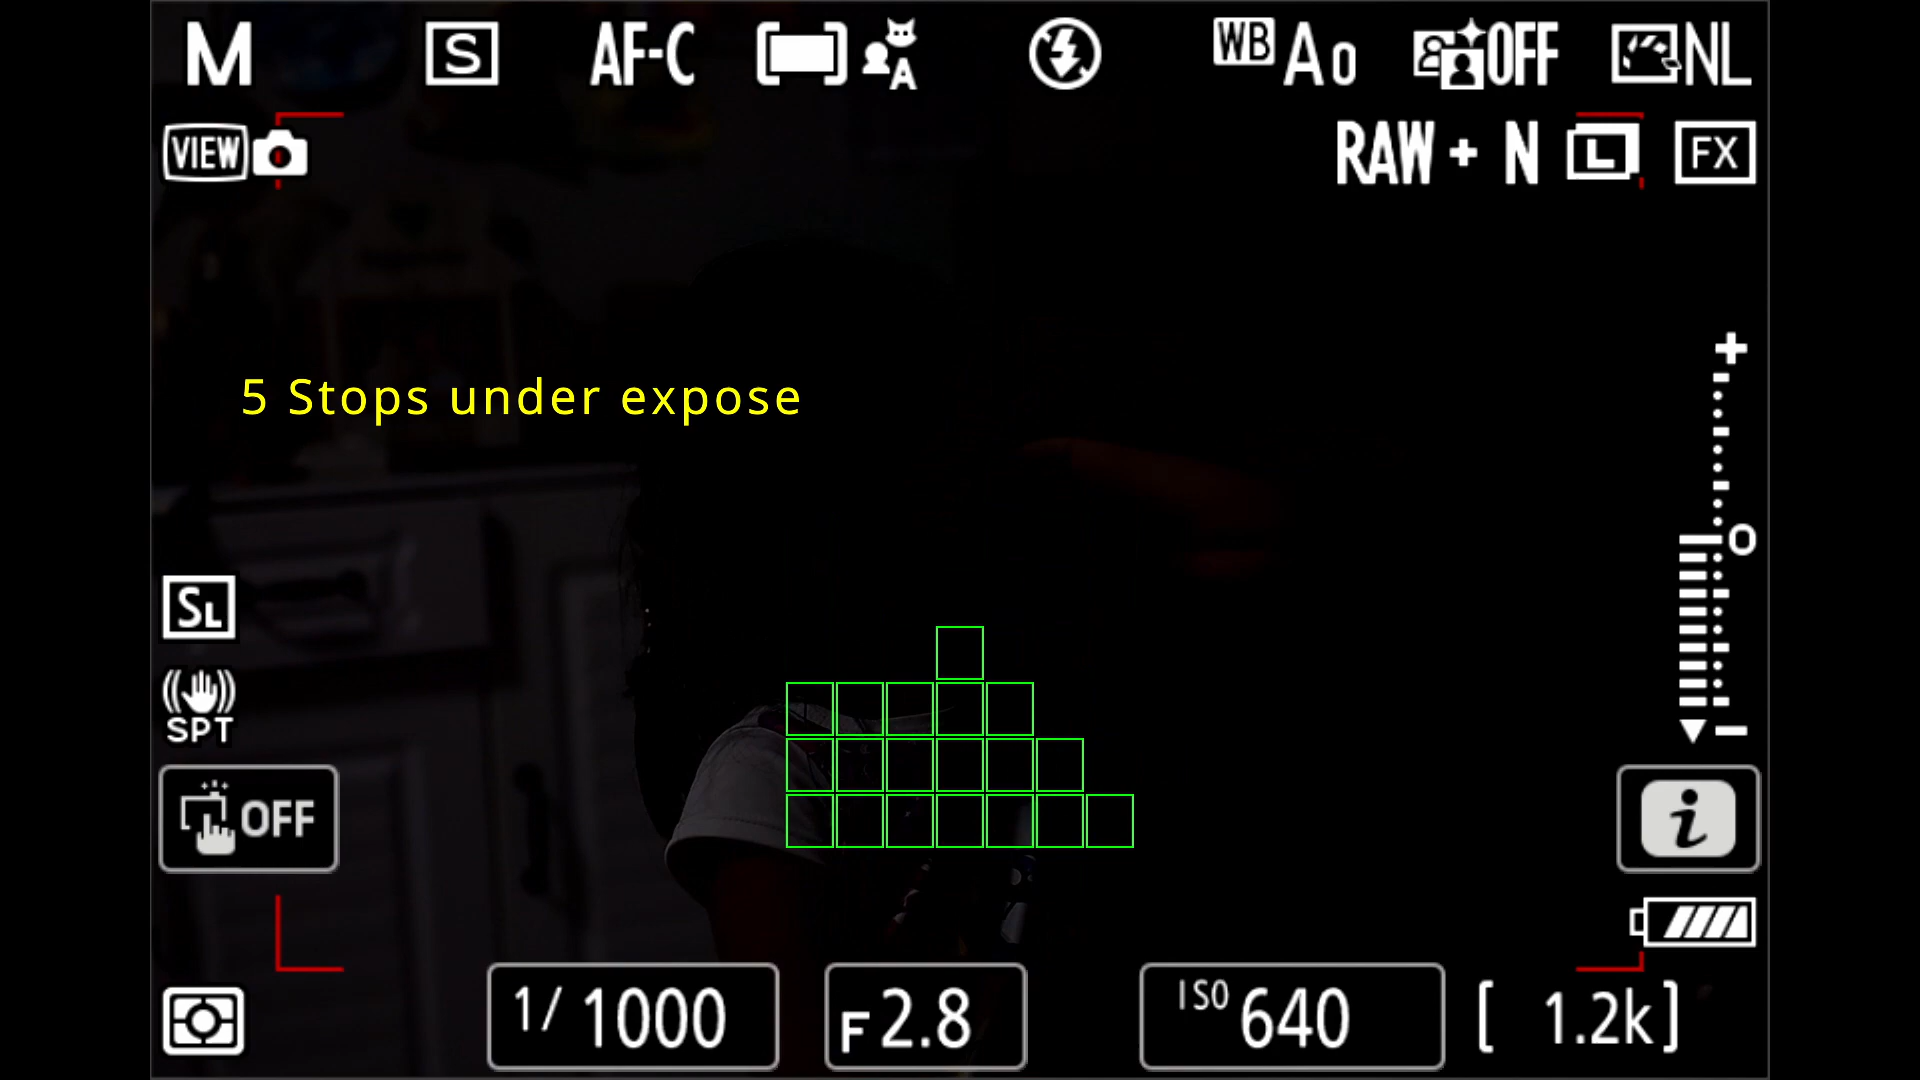 M S AF-C A WB A0 OFF NL
VIEW RAW + N L FX
5 Stops under expose
+
0
SL
SPT
OFF
i
−
1/1000 F2.8 ISO 640 [ 1.2k]